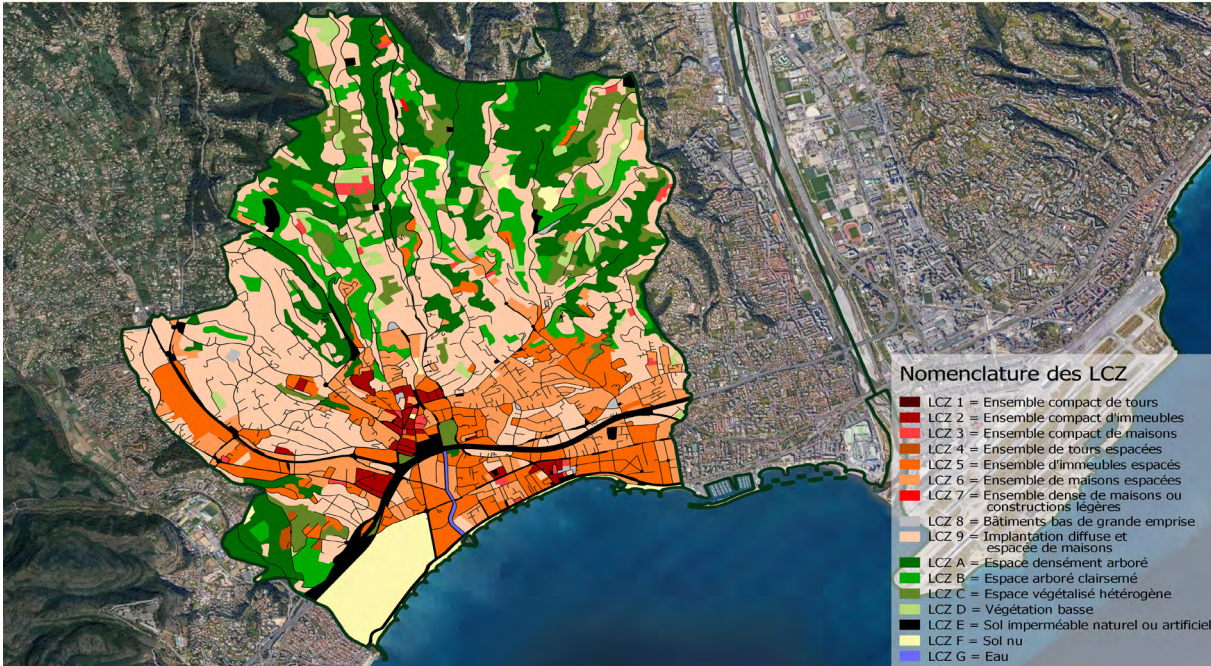 Nomenclature des LCZ
LCZ 1 = Ensemble compact de tours
LCZ 2 = Ensemble compact d'immeubles
LCZ 3 = Ensemble compact de maisons
LCZ 4 = Ensemble de tours espacées
LCZ 5 = Ensemble d'immeubles espacés
LCZ 6 = Ensemble de maisons espacées
LCZ 7 = Ensemble dense de maisons ou
constructions légères
LCZ 8 = Bâtiments bas de grande emprise
LCZ 9 = Implantation diffuse et
espacée de maisons
LCZ A = Espace densément arboré
LCZ B = Espace arboré clairsemé
LCZ C = Espace végétalisé hétérogène
LCZ D = Végétation basse
LCZ E = Sol imperméable naturel ou artificiel
LCZ F = Sol nu
LCZ G = Eau